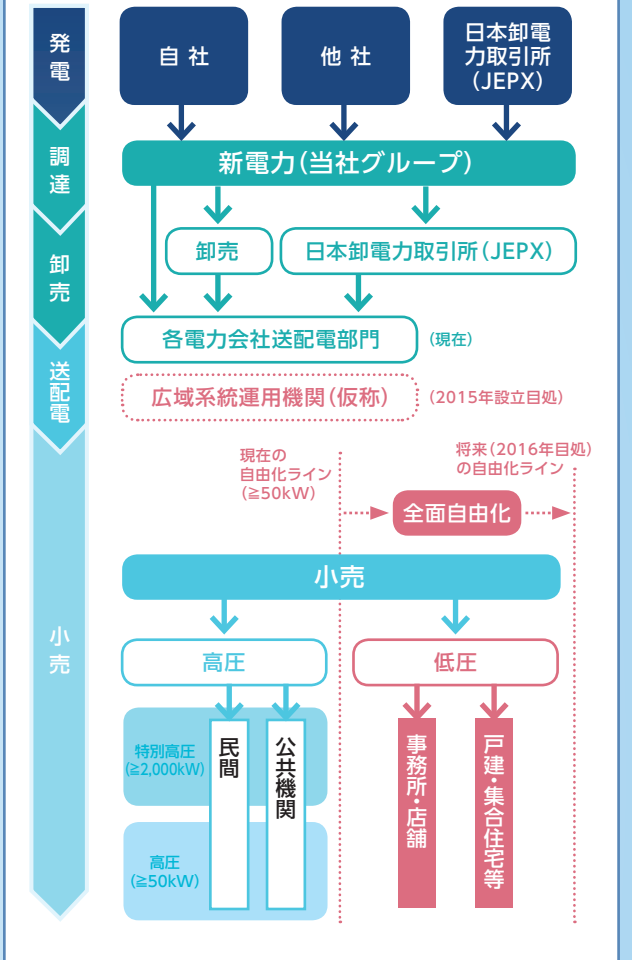 発電
自社
他社
日本卸電
力取引所
(JEPX)
調達
新電力(当社グループ)
卸売
卸売
日本卸電力取引所(JEPX)
送配電
各電力会社送配電部門
(現在)
広域系統運用機関(仮称)
(2015年設立目処)
現在の
自由化ライン
(≧50kW)
将来(2016年目処)
の自由化ライン
全面自由化
小売
小売
高圧
低圧
特別高圧
(≧2,000kW)
高圧
(≧50kW)
民間
公共機関
事務所・店舗
戸建・集合住宅等